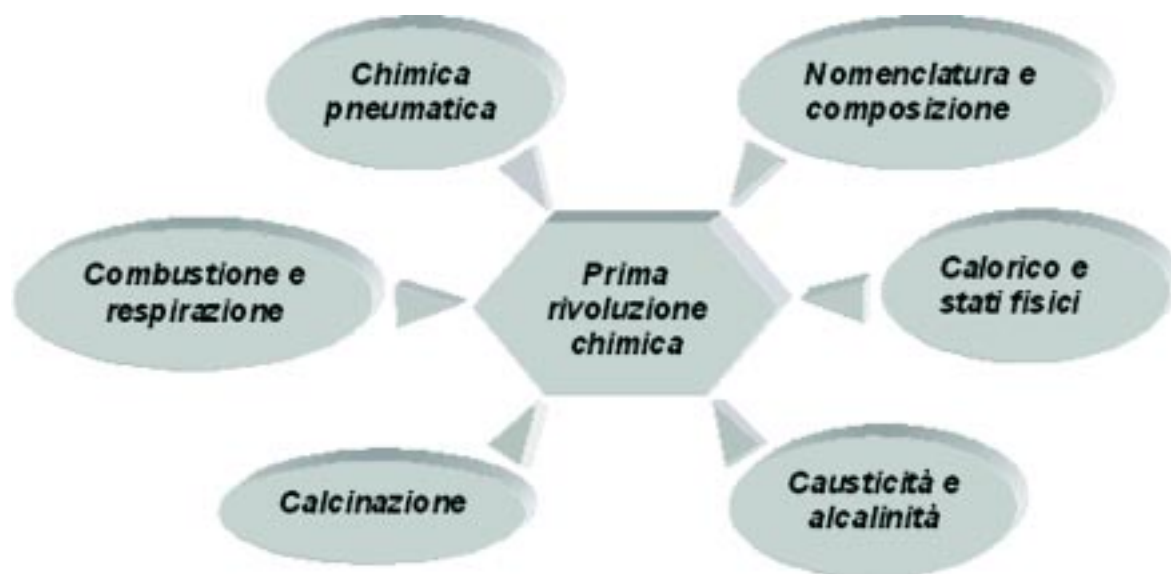 Chimica
pneumatica
Nomenclatura e
composizione
Combustione e
respirazione
Prima
rivoluzione
chimica
Calorico e
stati fisici
Calcinazione
Causticità e
alcalinità